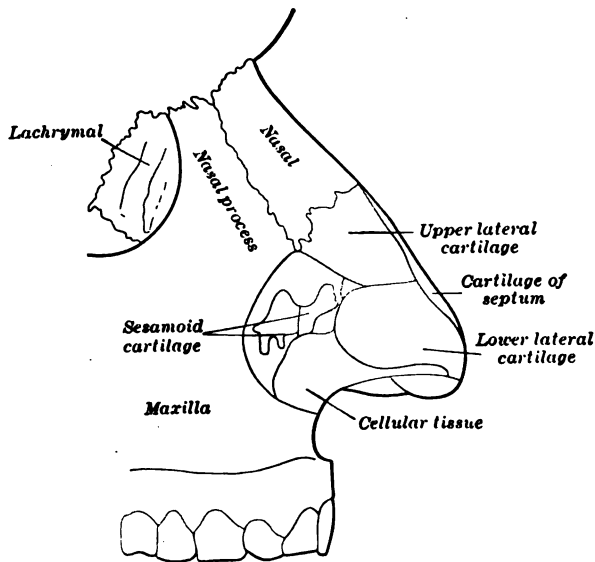 Lachrymal
Nasal
Nasal process
Upper lateral
cartilage
Cartilage of
septum
Sesamoid
cartilage
Lower lateral
cartilage
Maxilla
Cellular tissue